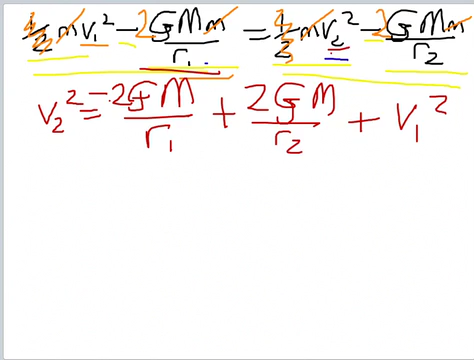 ½mv₁² - 2GMm/r₁ = ½mv₂² - 2GMm/r₂
v₂² = -2GM/r₁ + 2GM/r₂ + v₁²